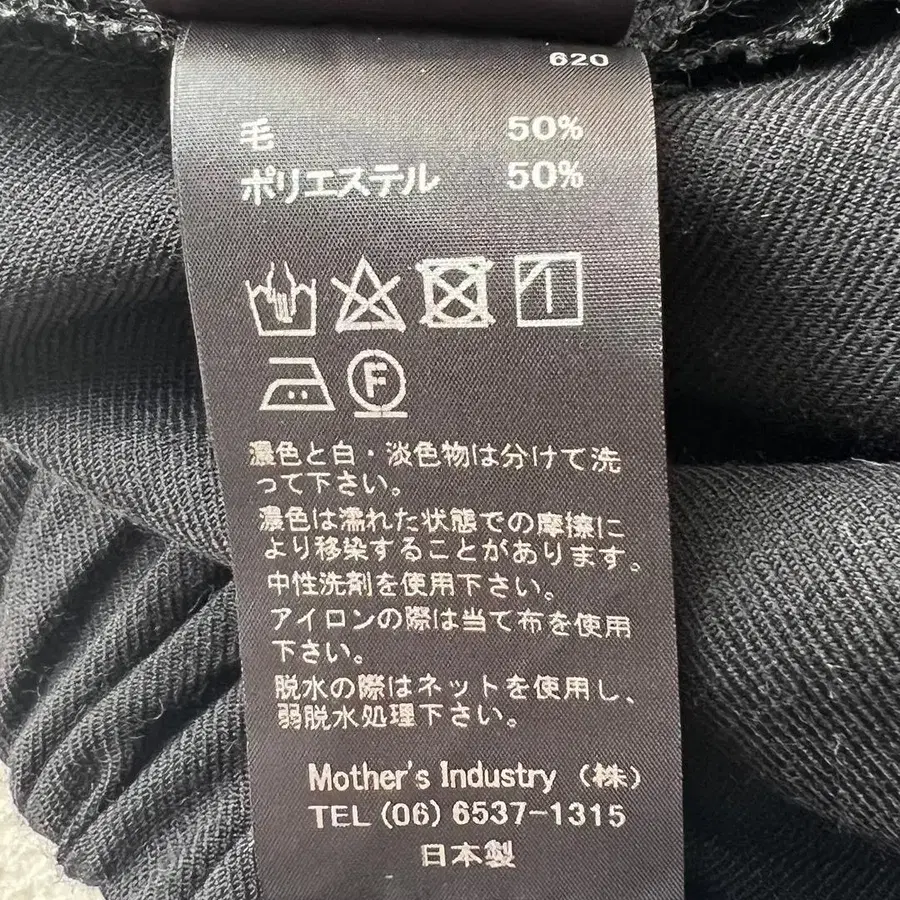 620
毛 50%
ポリエステル 50%
F
濃色と白・淡色物は分けて洗
って下さい。
濃色は濡れた状態での摩擦に
より移染することがあります。
中性洗剤を使用下さい。
アイロンの際は当て布を使用
下さい。
脱水の際はネットを使用し、
弱脱水処理下さい。
Mother's Industry (株)
TEL (06) 6537-1315
日本製